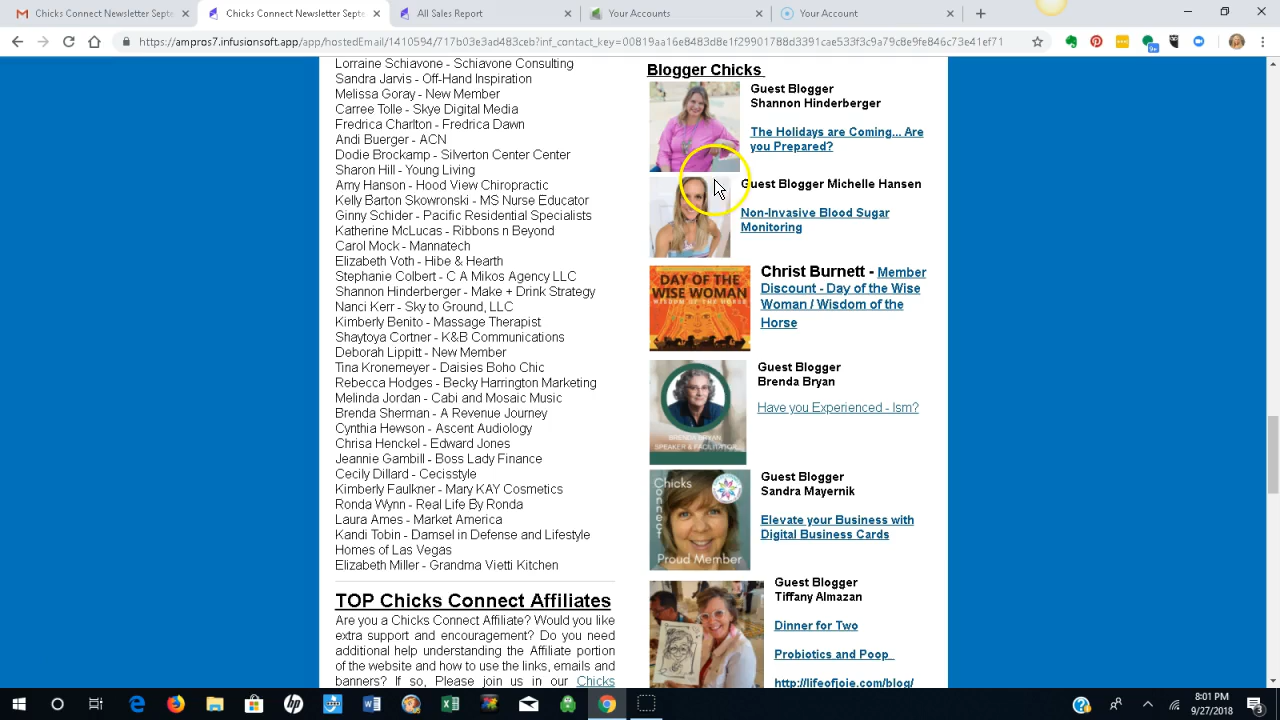 Chicks Connect Newsletter Septe
Chicks Connect Newsletter Septe
All Sales Report
Your Accounts
Your Accounts
https://ampros7.infusionsoft.app/app/hosted-email/1454739
Lorraine Schiavone - Schiavone Consulting
Sandra Jarvis - Off-Hand Inspiration
Melissa Goray - New Member
Carree Tolle - Skye Digital Media
Fredrica Charlton - Fredrica Dawn
Andi Buerger - ACN
Dodie Brockamp - Silverton Center Center
Sharon Hill - Young Living
Amy Hanson - Ridge View Chiropractic
Kelly Barton Skowronski - MS Nurse Educator
Ginny Schider - Pacific Residential Specialists
Katherine McLucas - Ribbons n Beyond
Carol Mock - Mannatech
Elizabeth Voth - Hibe & Hearth
Stephanie Colbert - C A Mikos Agency LLC
Shannon Hinderberger - Make + Drink Strategy
Nanci Kerr - Sky to Ground, LLC
Kimberly Benito - Massage Therapist
Shaytoya Cortner - K&B Communications
Deborah Lippitt - New Member
Tina Kronemeyer - Daisies Boho Chic
Rebecca Hodges - Becky Harrington Marketing
Melinda Jordan - Jabi and Mosaic Music
Brenda Sherman - A Revenue Journey
Cynthia Hewson - Ascent Audiology
Chrisa Henckel - Edward Jones
Jeannie Gambill - Boss Lady Finance
Cecily Dillard - Cecisstyle
Kimberly Faulkner - Mary KAY Cosmetics
Ronda Wynn - Real Life By Ronda
Laura Ames - Market America
Kandi Tobin - Damsel in Defense and Lifestyle
Homes of Las Vegas
Elizabeth Nel - Hanna Vietti Kitchen
TOP Chicks Connect Affiliates
Are you a Chicks Connect Affiliate? Would you like
extra support and encouragement? Do you need
additional help understanding the Affiliate portion
of the website and how to use the links, emails and
banners? If so, Please join us in our Chicks
Blogger Chicks
Guest Blogger
Shannon Hinderberger
The Holidays are Coming... Are
you Prepared?
Guest Blogger Michelle Hansen
Non-Invasive Blood Sugar
Monitoring
DAY OF THE
WISE WOMAN
WISDOM OF THE HORSE
Christ Burnett - Member
Discount - Day of the Wise
Woman / Wisdom of the
Horse
BRENDA BRYAN
SPEAKER & FACILITATOR
Guest Blogger
Brenda Bryan
Have you Experienced - Ism?
Chicks
Connect
Proud Member
Guest Blogger
Sandra Mayernik
Elevate your Business with
Digital Business Cards
Guest Blogger
Tiffany Almazan
Dinner for Two
Probiotics and Poop
http://lifeofjoie.com/blog/
8:01 PM
9/27/2018